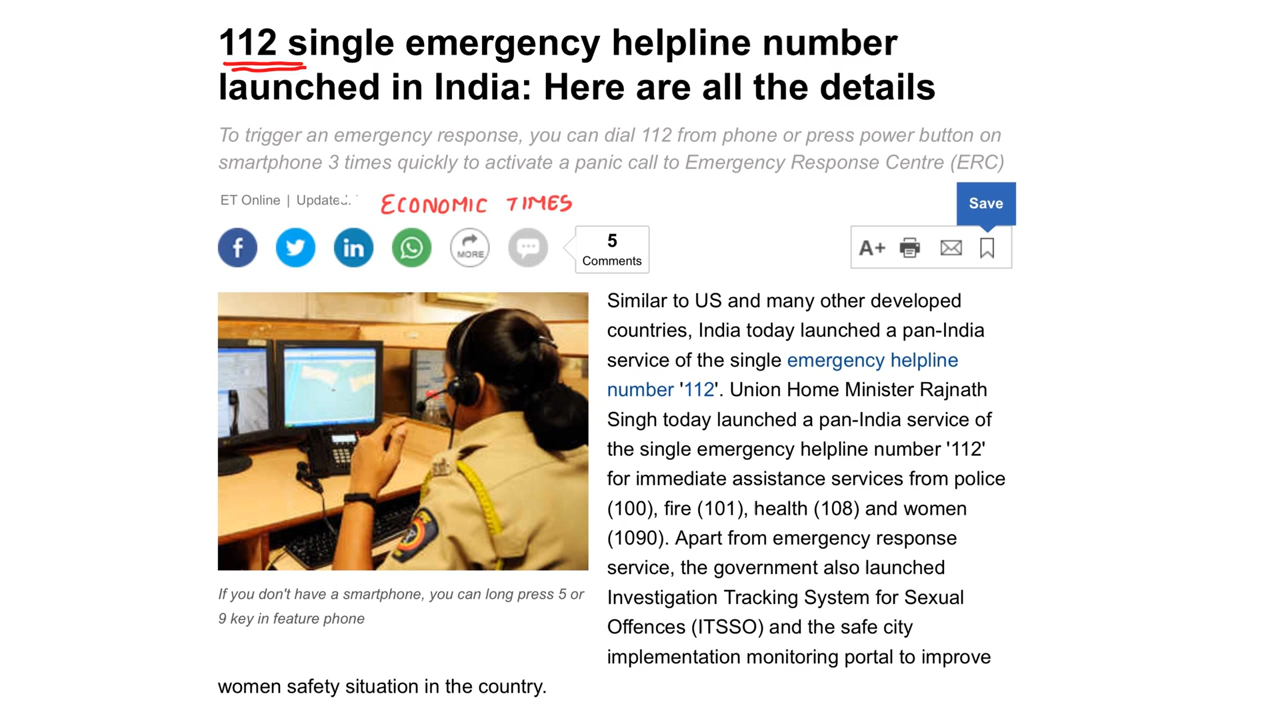 112 single emergency helpline number
launched in India: Here are all the details
To trigger an emergency response, you can dial 112 from phone or press power button on
smartphone 3 times quickly to activate a panic call to Emergency Response Centre (ERC)
ET Online | Updated
ECONOMIC TIMES
Save
f
in
MORE
5
Comments
A+
Similar to US and many other developed
countries, India today launched a pan-India
service of the single emergency helpline
number '112'. Union Home Minister Rajnath
Singh today launched a pan-India service of
the single emergency helpline number '112'
for immediate assistance services from police
(100), fire (101), health (108) and women
(1090). Apart from emergency response
service, the government also launched
Investigation Tracking System for Sexual
Offences (ITSSO) and the safe city
implementation monitoring portal to improve
women safety situation in the country.
If you don't have a smartphone, you can long press 5 or
9 key in feature phone